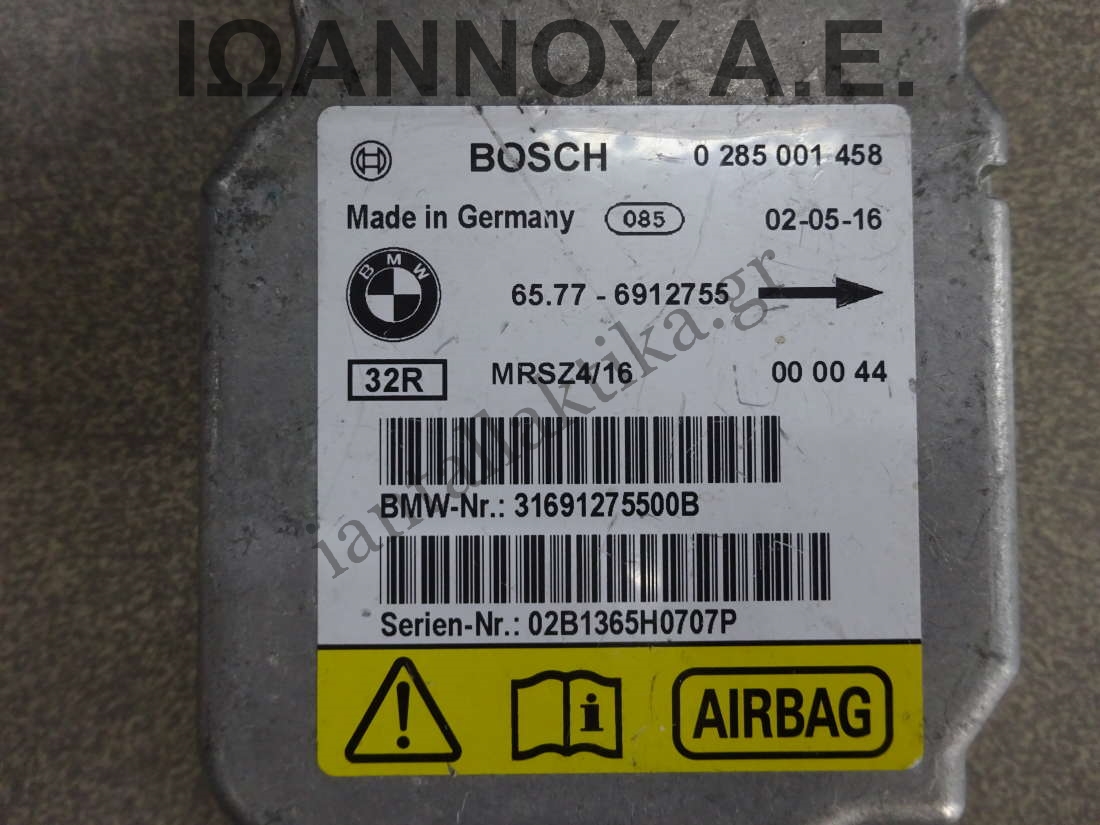 ΙΩΑΝΝΟΥ Α.Ε.
BOSCH 0 285 001 458
Made in Germany 085 02-05-16
BMW
65.77 - 6912755
32R MRSZ4/16 00 00 44
BMW-Nr.: 31691275500B
Serien-Nr.: 02B1365H0707P
AIRBAG
iantallaktika.gr